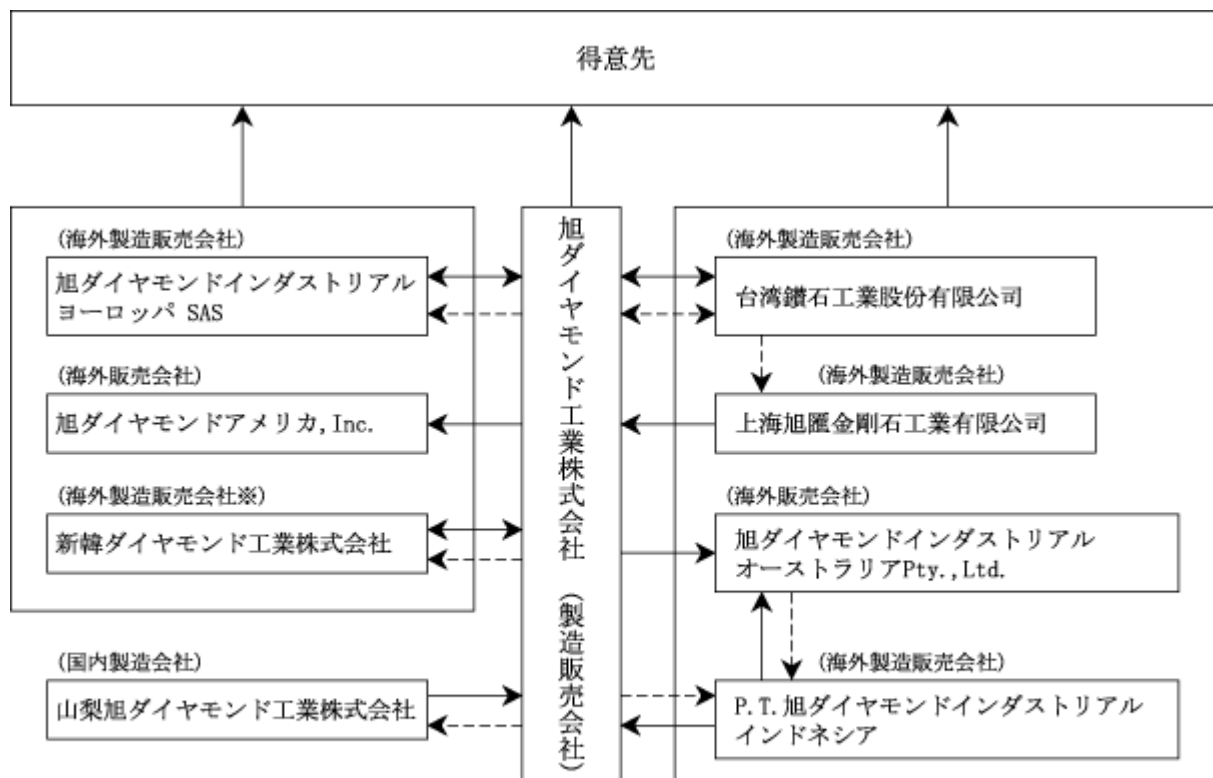 得意先
(海外製造販売会社)
旭ダイヤモンドインダストリアル
ヨーロッパ SAS
(海外販売会社)
旭ダイヤモンドアメリカ,Inc.
(海外製造販売会社※)
新韓ダイヤモンド工業株式会社
(国内製造会社)
山梨旭ダイヤモンド工業株式会社
旭ダイヤモンド工業株式会社 (製造販売会社)
(海外製造販売会社)
台湾鑽石工業股份有限公司
(海外製造販売会社)
上海旭匯金剛石工業有限公司
(海外販売会社)
旭ダイヤモンドインダストリアル
オーストラリアPty.,Ltd.
(海外製造販売会社)
P.T.旭ダイヤモンドインダストリアル
インドネシア